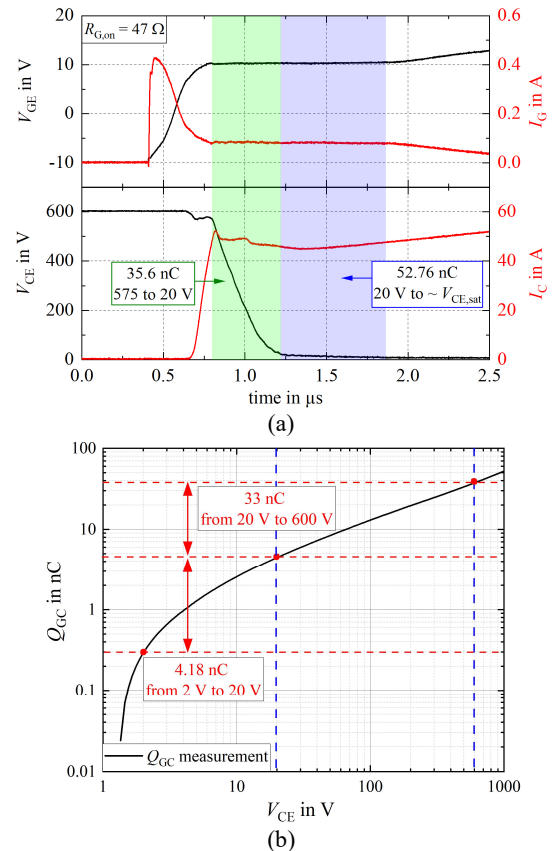 R_G,on = 47 Ω
20
10
0
-10
V_GE in V
0.6
0.4
0.2
0.0
I_G in A
600
400
200
0
V_CE in V
35.6 nC
575 to 20 V
52.76 nC
20 V to ~ V_CE,sat
60
40
20
0
I_C in A
0.0 0.5 1.0 1.5 2.0 2.5
time in µs
(a)
100
10
1
0.1
0.01
Q_GC in nC
33 nC
from 20 V to 600 V
4.18 nC
from 2 V to 20 V
Q_GC measurement
1 10 100 1000
V_CE in V
(b)